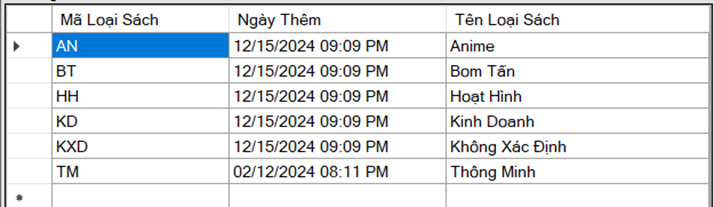 Mã Loại Sách Ngày Thêm Tên Loại Sách
AN 12/15/2024 09:09 PM Anime
BT 12/15/2024 09:09 PM Bom Tấn
HH 12/15/2024 09:09 PM Hoạt Hình
KD 12/15/2024 09:09 PM Kinh Doanh
KXD 12/15/2024 09:09 PM Không Xác Định
TM 02/12/2024 08:11 PM Thông Minh